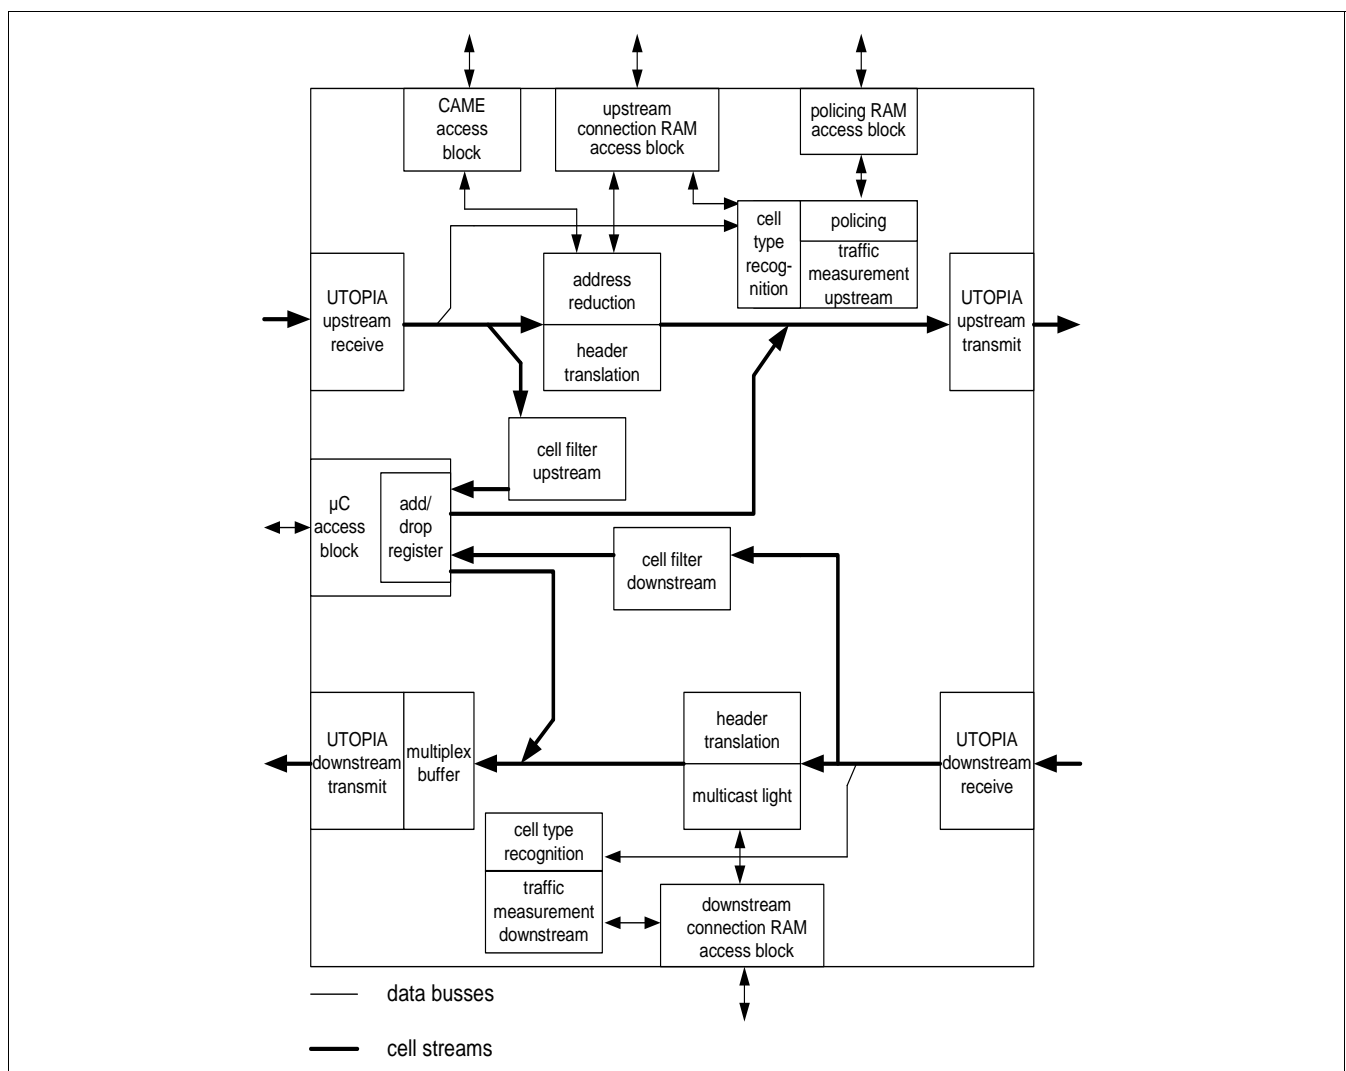 CAME
access
block
upstream
connection RAM
access block
policing RAM
access block
cell
type
recog-
nition
policing
traffic
measurement
upstream
UTOPIA
upstream
receive
address
reduction
header
translation
UTOPIA
upstream
transmit
cell filter
upstream
µC
access
block
add/
drop
register
cell filter
downstream
UTOPIA
downstream
transmit
multiplex
buffer
header
translation
multicast light
UTOPIA
downstream
receive
cell type
recognition
traffic
measurement
downstream
downstream
connection RAM
access block
data busses
cell streams